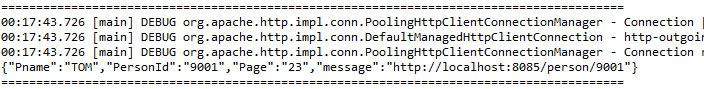 =========================================================================================
00:17:43.726 [main] DEBUG org.apache.http.impl.conn.PoolingHttpClientConnectionManager - Connection
00:17:43.726 [main] DEBUG org.apache.http.impl.conn.DefaultManagedHttpClientConnection - http-outgoi
00:17:43.726 [main] DEBUG org.apache.http.impl.conn.PoolingHttpClientConnectionManager - Connection
{"Pname":"TOM","PersonId":"9001","Page":"23","message":"http://localhost:8085/person/9001"}
=========================================================================================